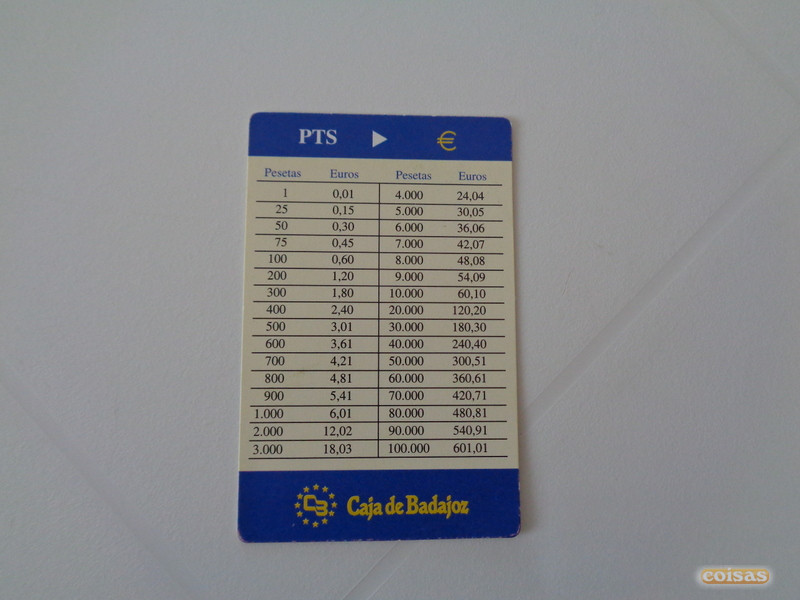 PTS €
Pesetas Euros Pesetas Euros
1 0,01 4.000 24,04
25 0,15 5.000 30,05
50 0,30 6.000 36,06
75 0,45 7.000 42,07
100 0,60 8.000 48,08
200 1,20 9.000 54,09
300 1,80 10.000 60,10
400 2,40 20.000 120,20
500 3,01 30.000 180,30
600 3,61 40.000 240,40
700 4,21 50.000 300,51
800 4,81 60.000 360,61
900 5,41 70.000 420,71
1.000 6,01 80.000 480,81
2.000 12,02 90.000 540,91
3.000 18,03 100.000 601,01
CB Caja de Badajoz
coisas